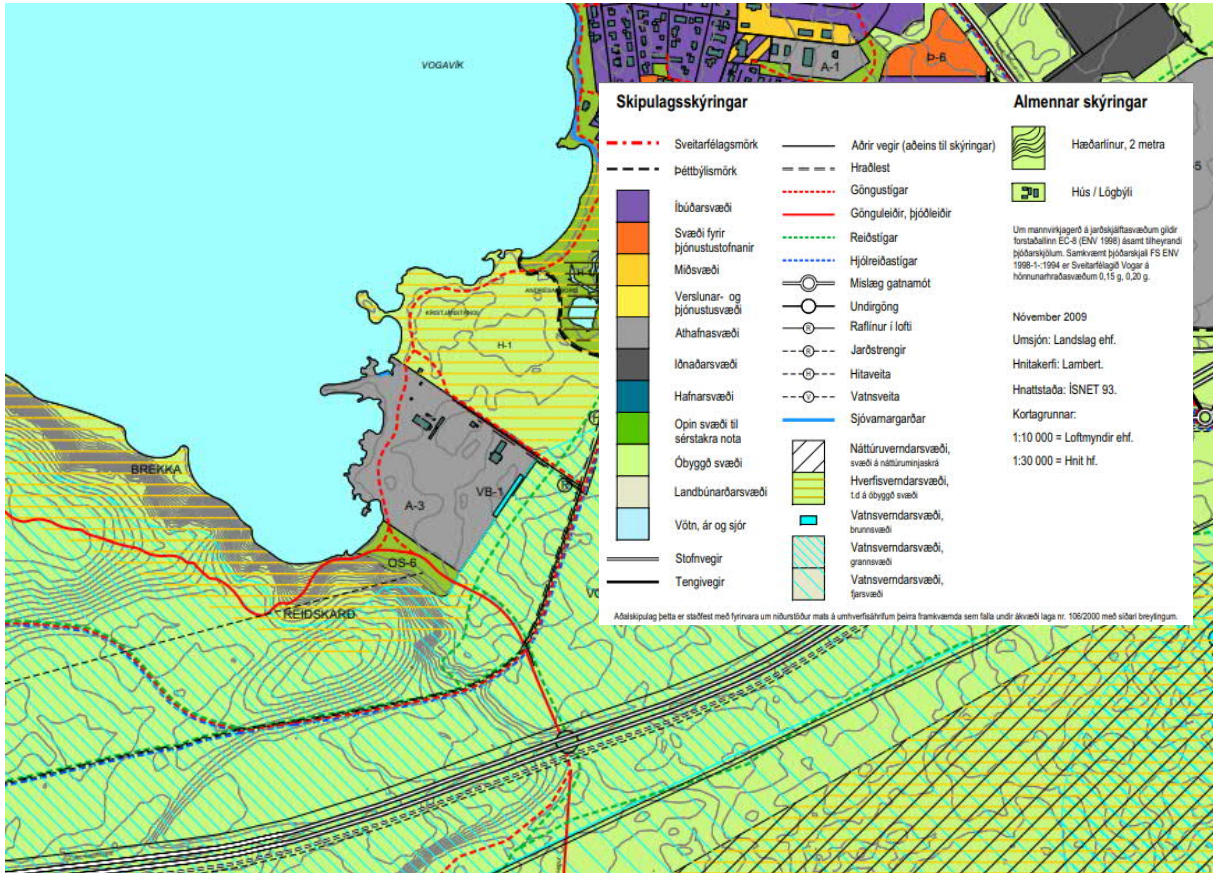 VOGAVÍK
A-1
Þ-6
KRISTJÁNSTANGI
H-1
BREKKA
A-3
VB-1
R
OS-6
REIÐSKARÐ
Skipulagsskýringar
Sveitarfélagsmörk
Þéttbýlismörk
Íbúðarsvæði
Svæði fyrir
þjónustustofnanir
Miðsvæði
Verslunar- og
þjónustusvæði
Athafnasvæði
Iðnaðarsvæði
Hafnarsvæði
Opin svæði til
sérstakra nota
Óbyggð svæði
Landbúnaðarsvæði
Vötn, ár og sjór
Stofnvegir
Tengivegir
Aðrir vegir (aðeins til skýringar)
Hraðlest
Göngustígar
Gönguleiðir, þjóðleiðir
Reiðstígar
Hjólreiðastígar
Mislæg gatnamót
Undirgöng
R Raflínur í lofti
R Jarðstrengir
H Hitaveita
V Vatnsveita
Sjóvarnargarðar
Náttúruverndarsvæði,
svæði á náttúruminjaskrá
Hverfisverndarsvæði,
t.d á óbyggð svæði
Vatnsverndarsvæði,
brunnsvæði
Vatnsverndarsvæði,
grannsvæði
Vatnsverndarsvæði,
fjarsvæði
Almennar skýringar
Hæðarlínur, 2 metra
Hús / Lögbýli
Um mannvirkjagerð á jarðskjálftasvæðum gildir
forstaðallinn EC-8 (ENV 1998) ásamt tilheyrandi
þjóðarskjölum. Samkvæmt þjóðarskjali FS ENV
1998-1-:1994 er Sveitarfélagið Vogar á
hönnunarhraðasvæðum 0,15 g, 0,20 g.
Nóvember 2009
Umsjón: Landslag ehf.
Hnitakerfi: Lambert.
Hnattstaða: ÍSNET 93.
Kortagrunnar:
1:10 000 = Loftmyndir ehf.
1:30 000 = Hnit hf.
Aðalskipulag þetta er staðfest með fyrirvara um niðurstöður mats á umhverfisáhrifum þeirra framkvæmda sem falla undir ákvæði laga nr. 106/2000 með síðari breytingum.